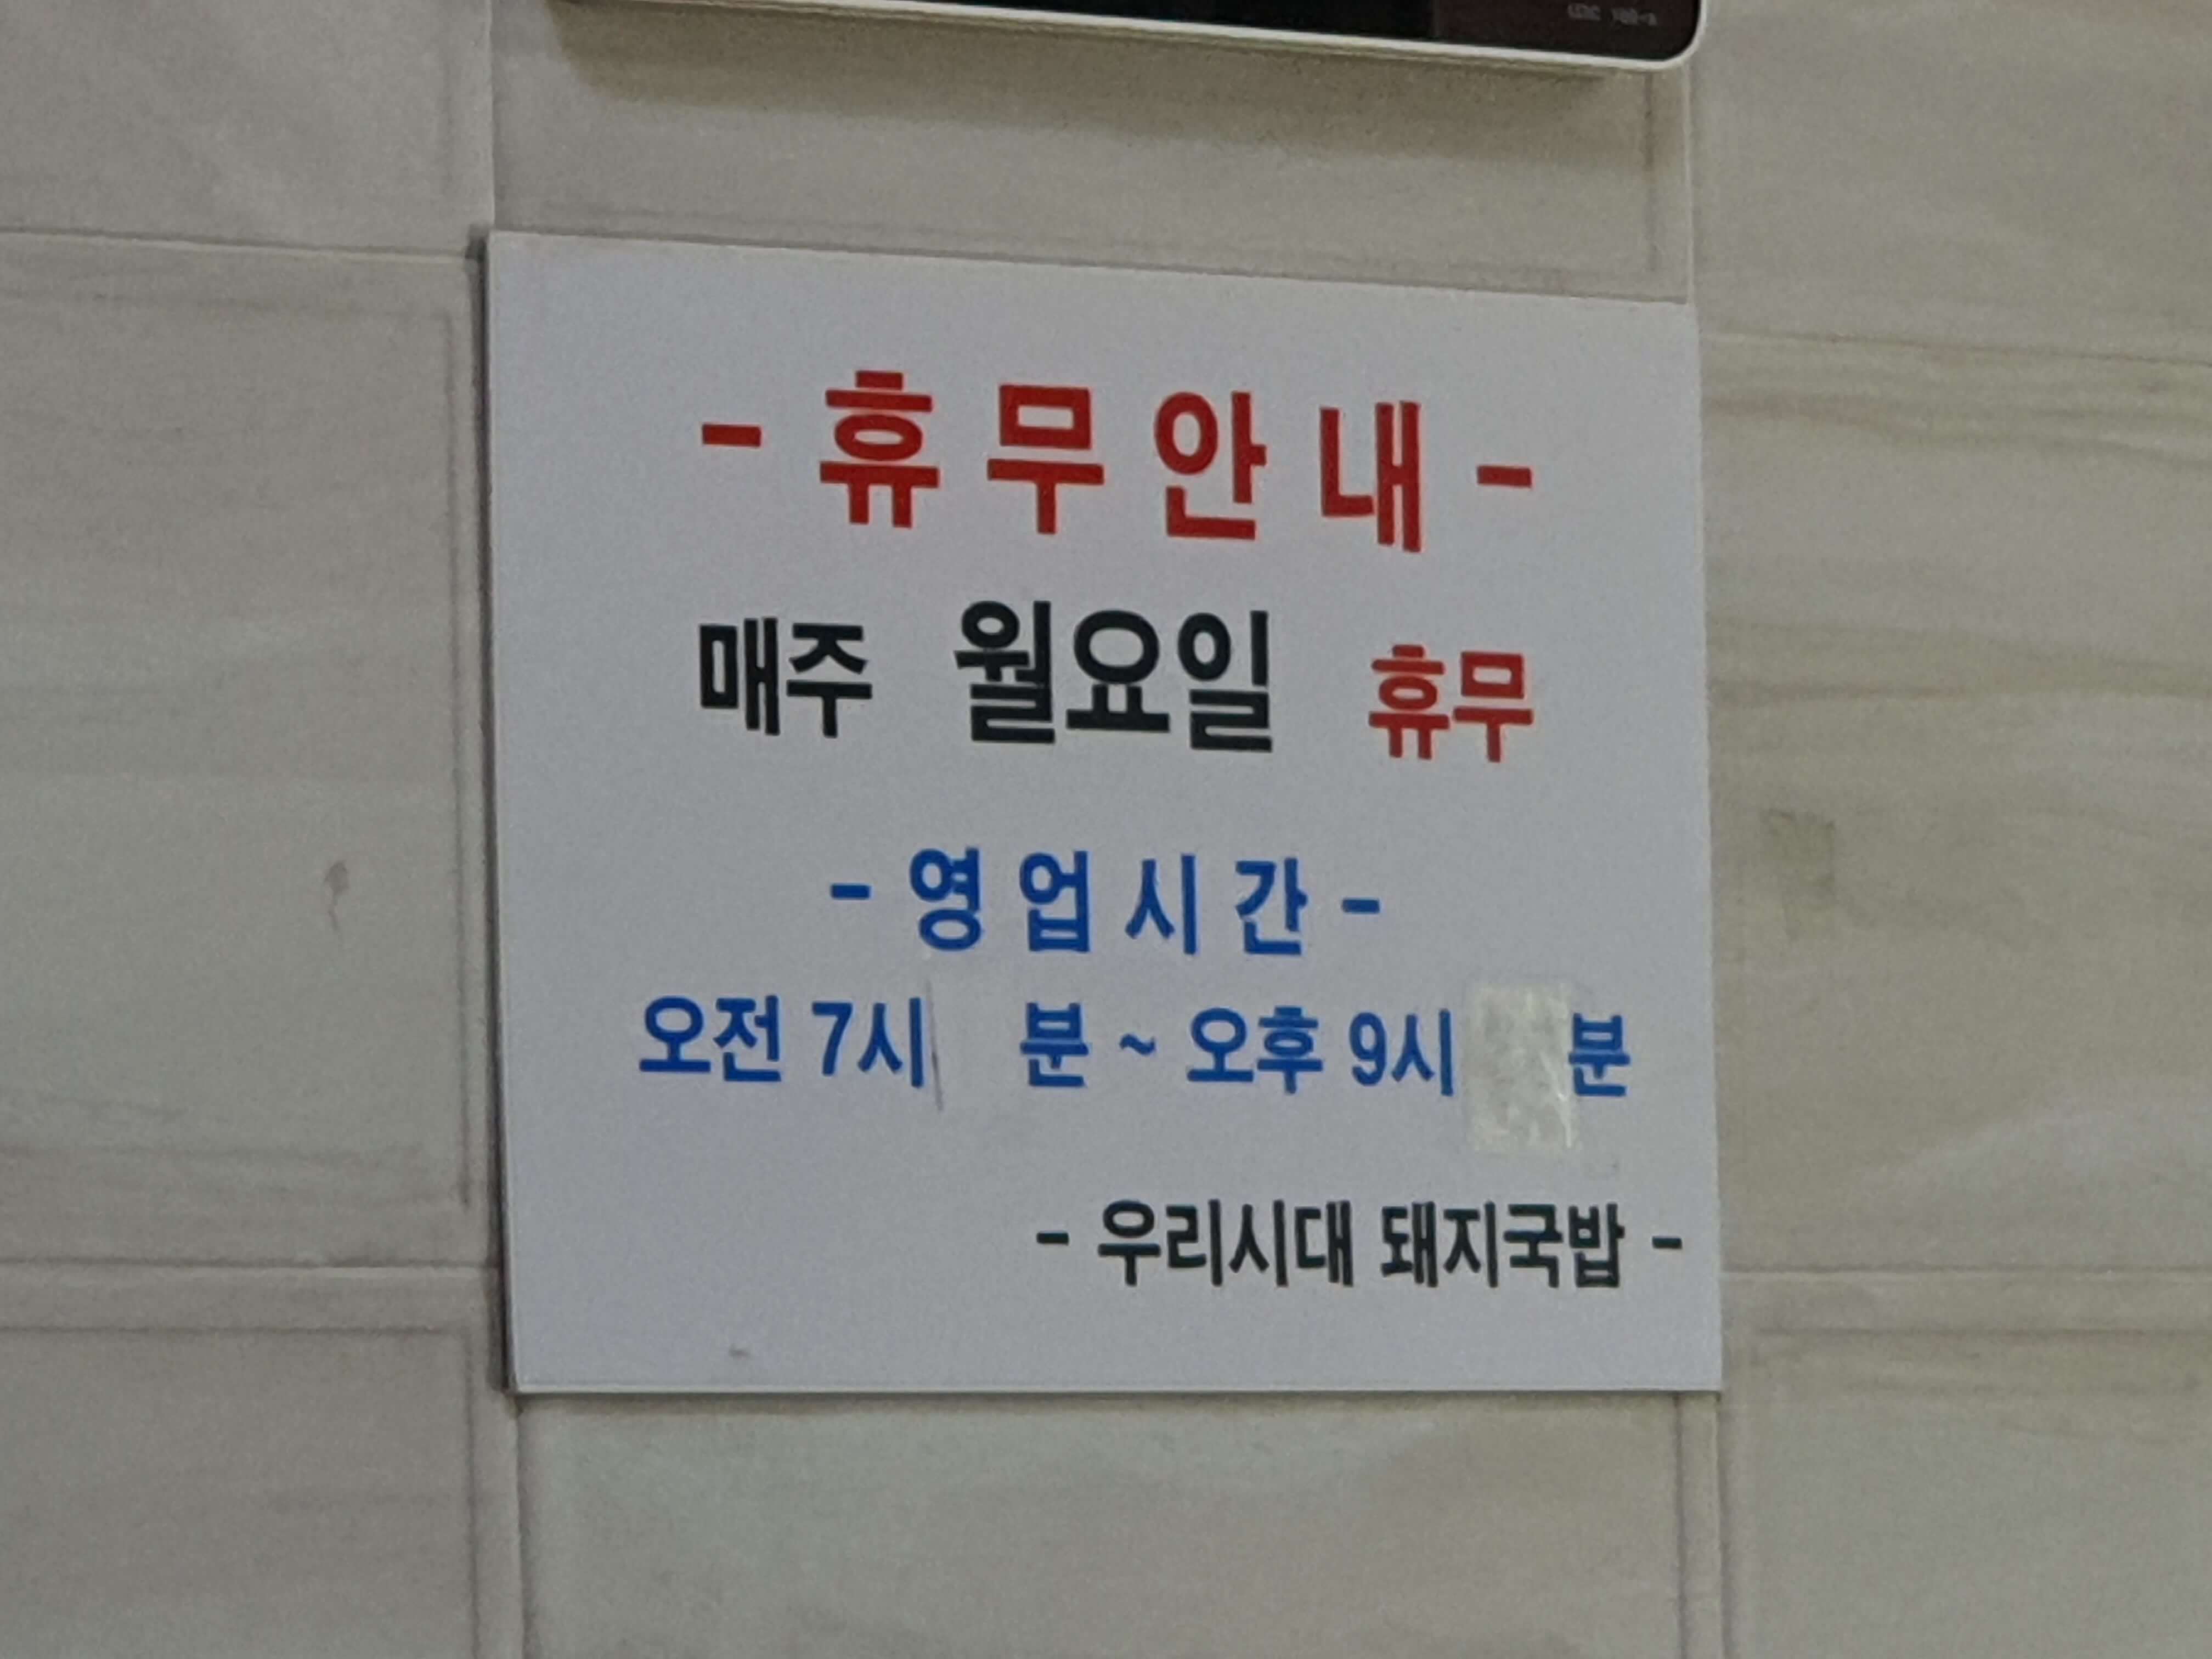 - 휴무안내 -
매주 월요일 휴무
- 영업시간 -
오전 7시 분 ~ 오후 9시 분
- 우리시대 돼지국밥 -